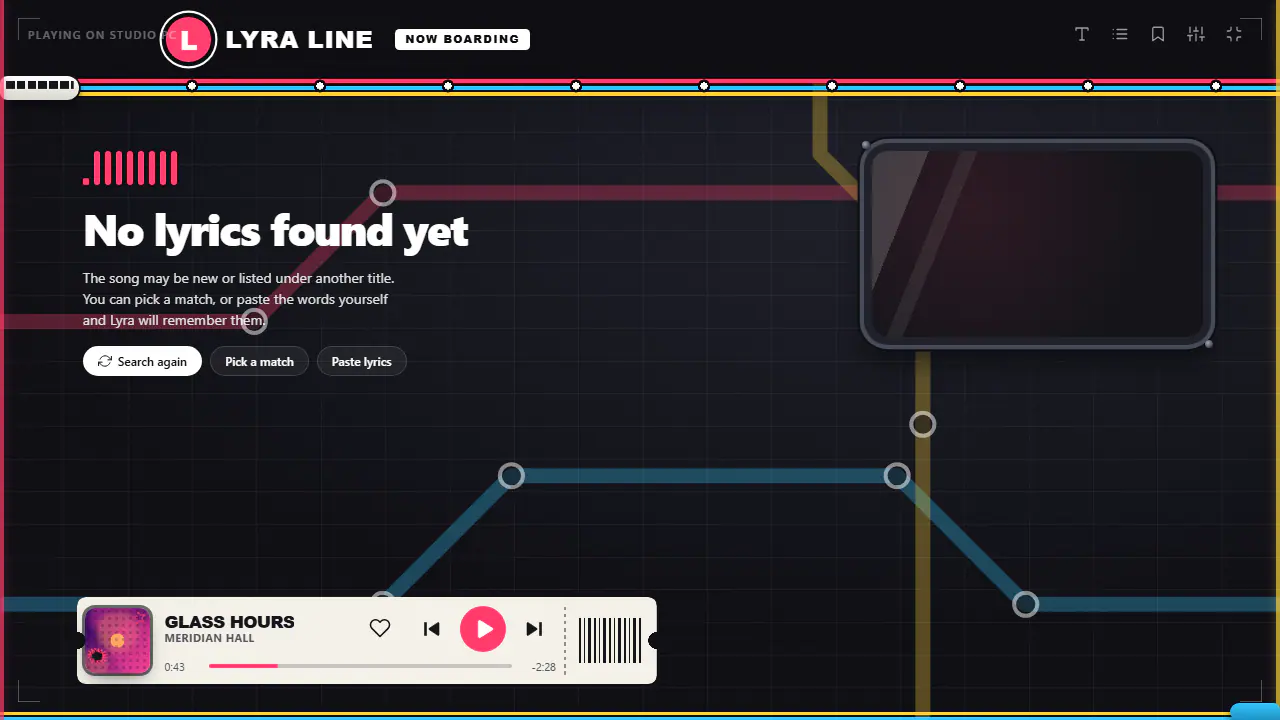 PLAYING ON STUDIO PC
L
LYRA LINE
NOW BOARDING
No lyrics found yet
The song may be new or listed under another title.
You can pick a match, or paste the words yourself
and Lyra will remember them.
Search again
Pick a match
Paste lyrics
GLASS HOURS
MERIDIAN HALL
0:43
-2:28